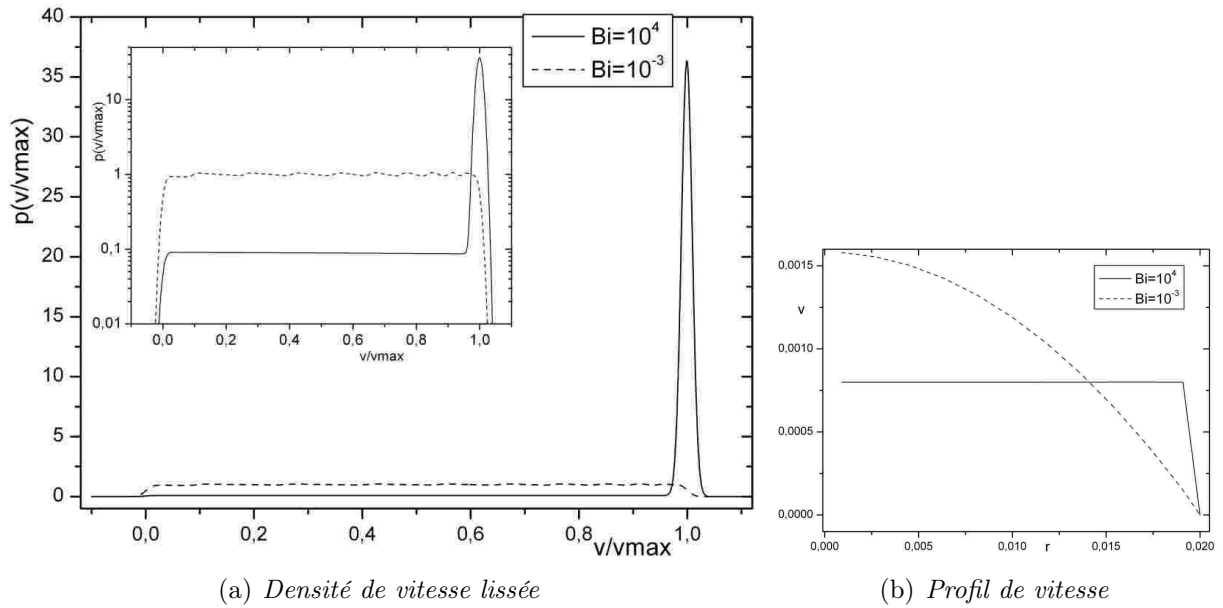 40
35
30
25
20
15
10
5
0
p(v/vmax)
0,0
0,2
0,4
0,6
0,8
1,0
v/vmax
Bi=10⁴
Bi=10⁻³
10
1
0,1
0,01
p(v/vmax)
0,0
0,2
0,4
0,6
0,8
1,0
v/vmax
(a) Densité de vitesse lissée
0,0015
0,0010
0,0005
0,0000
v
Bi=10⁴
Bi=10⁻³
0,000
0,005
0,010
0,015
0,020
r
(b) Profil de vitesse